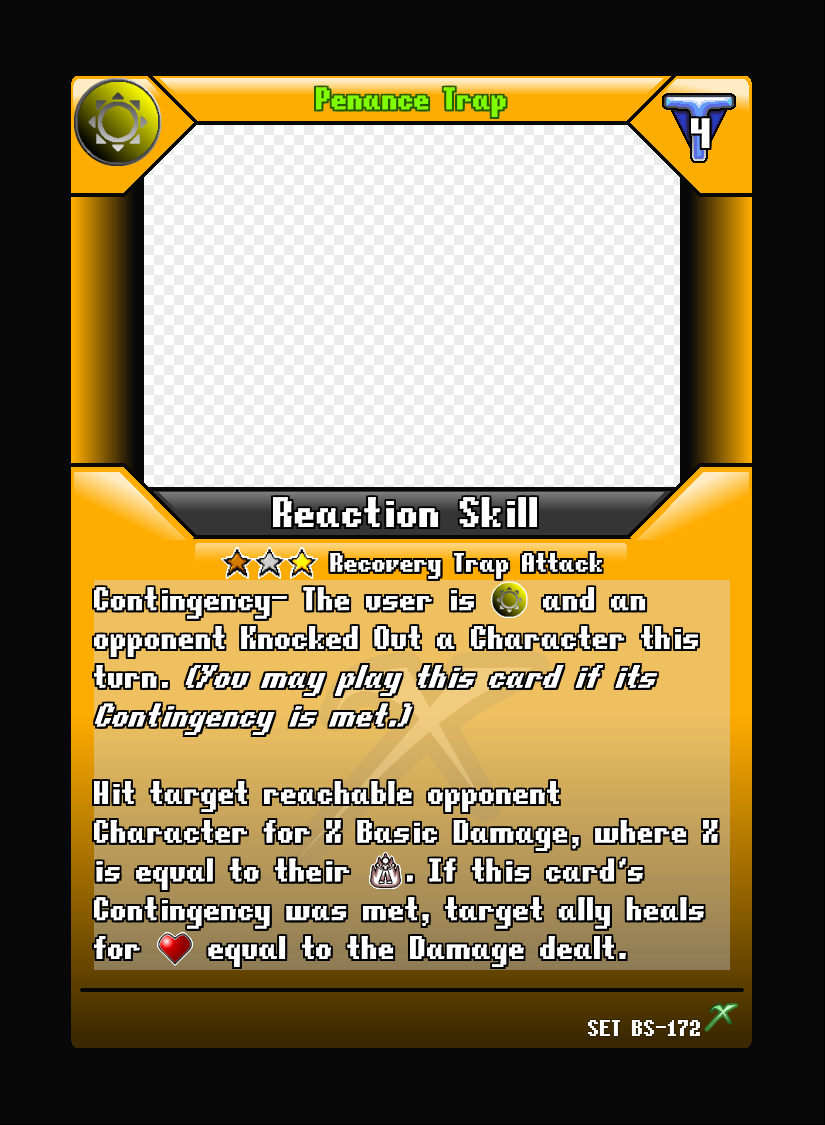 Penance Trap
4
Reaction Skill
Recovery Trap Attack
Contingency- The user is and an
opponent Knocked Out a Character this
turn. (You may play this card if its
Contingency is met.)
Hit target reachable opponent
Character for X Basic Damage, where X
is equal to their . If this card's
Contingency was met, target ally heals
for equal to the Damage dealt.
SET BS-172